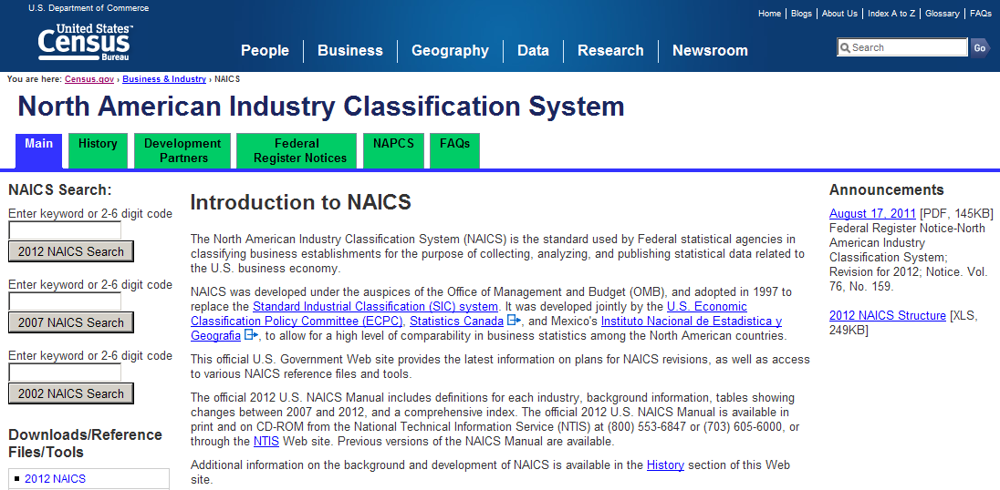 U.S. Department of Commerce
Home | Blogs | About Us | Index A to Z | Glossary | FAQs
United States™
Census
Bureau
People | Business | Geography | Data | Research | Newsroom
Search
Go
You are here: Census.gov › Business & Industry › NAICS
North American Industry Classification System
Main
History
Development
Partners
Federal
Register Notices
NAPCS
FAQs
NAICS Search:
Enter keyword or 2-6 digit code
2012 NAICS Search
Enter keyword or 2-6 digit code
2007 NAICS Search
Enter keyword or 2-6 digit code
2002 NAICS Search
Downloads/Reference
Files/Tools
2012 NAICS
Introduction to NAICS
The North American Industry Classification System (NAICS) is the standard used by Federal statistical agencies in
classifying business establishments for the purpose of collecting, analyzing, and publishing statistical data related to
the U.S. business economy.
NAICS was developed under the auspices of the Office of Management and Budget (OMB), and adopted in 1997 to
replace the Standard Industrial Classification (SIC) system. It was developed jointly by the U.S. Economic
Classification Policy Committee (ECPC), Statistics Canada , and Mexico's Instituto Nacional de Estadistica y
Geografia , to allow for a high level of comparability in business statistics among the North American countries.
This official U.S. Government Web site provides the latest information on plans for NAICS revisions, as well as access
to various NAICS reference files and tools.
The official 2012 U.S. NAICS Manual includes definitions for each industry, background information, tables showing
changes between 2007 and 2012, and a comprehensive index. The official 2012 U.S. NAICS Manual is available in
print and on CD-ROM from the National Technical Information Service (NTIS) at (800) 553-6847 or (703) 605-6000, or
through the NTIS Web site. Previous versions of the NAICS Manual are available.
Additional information on the background and development of NAICS is available in the History section of this Web
site.
Announcements
August 17, 2011 [PDF, 145KB]
Federal Register Notice-North
American Industry
Classification System;
Revision for 2012; Notice. Vol.
76, No. 159.
2012 NAICS Structure [XLS,
249KB]